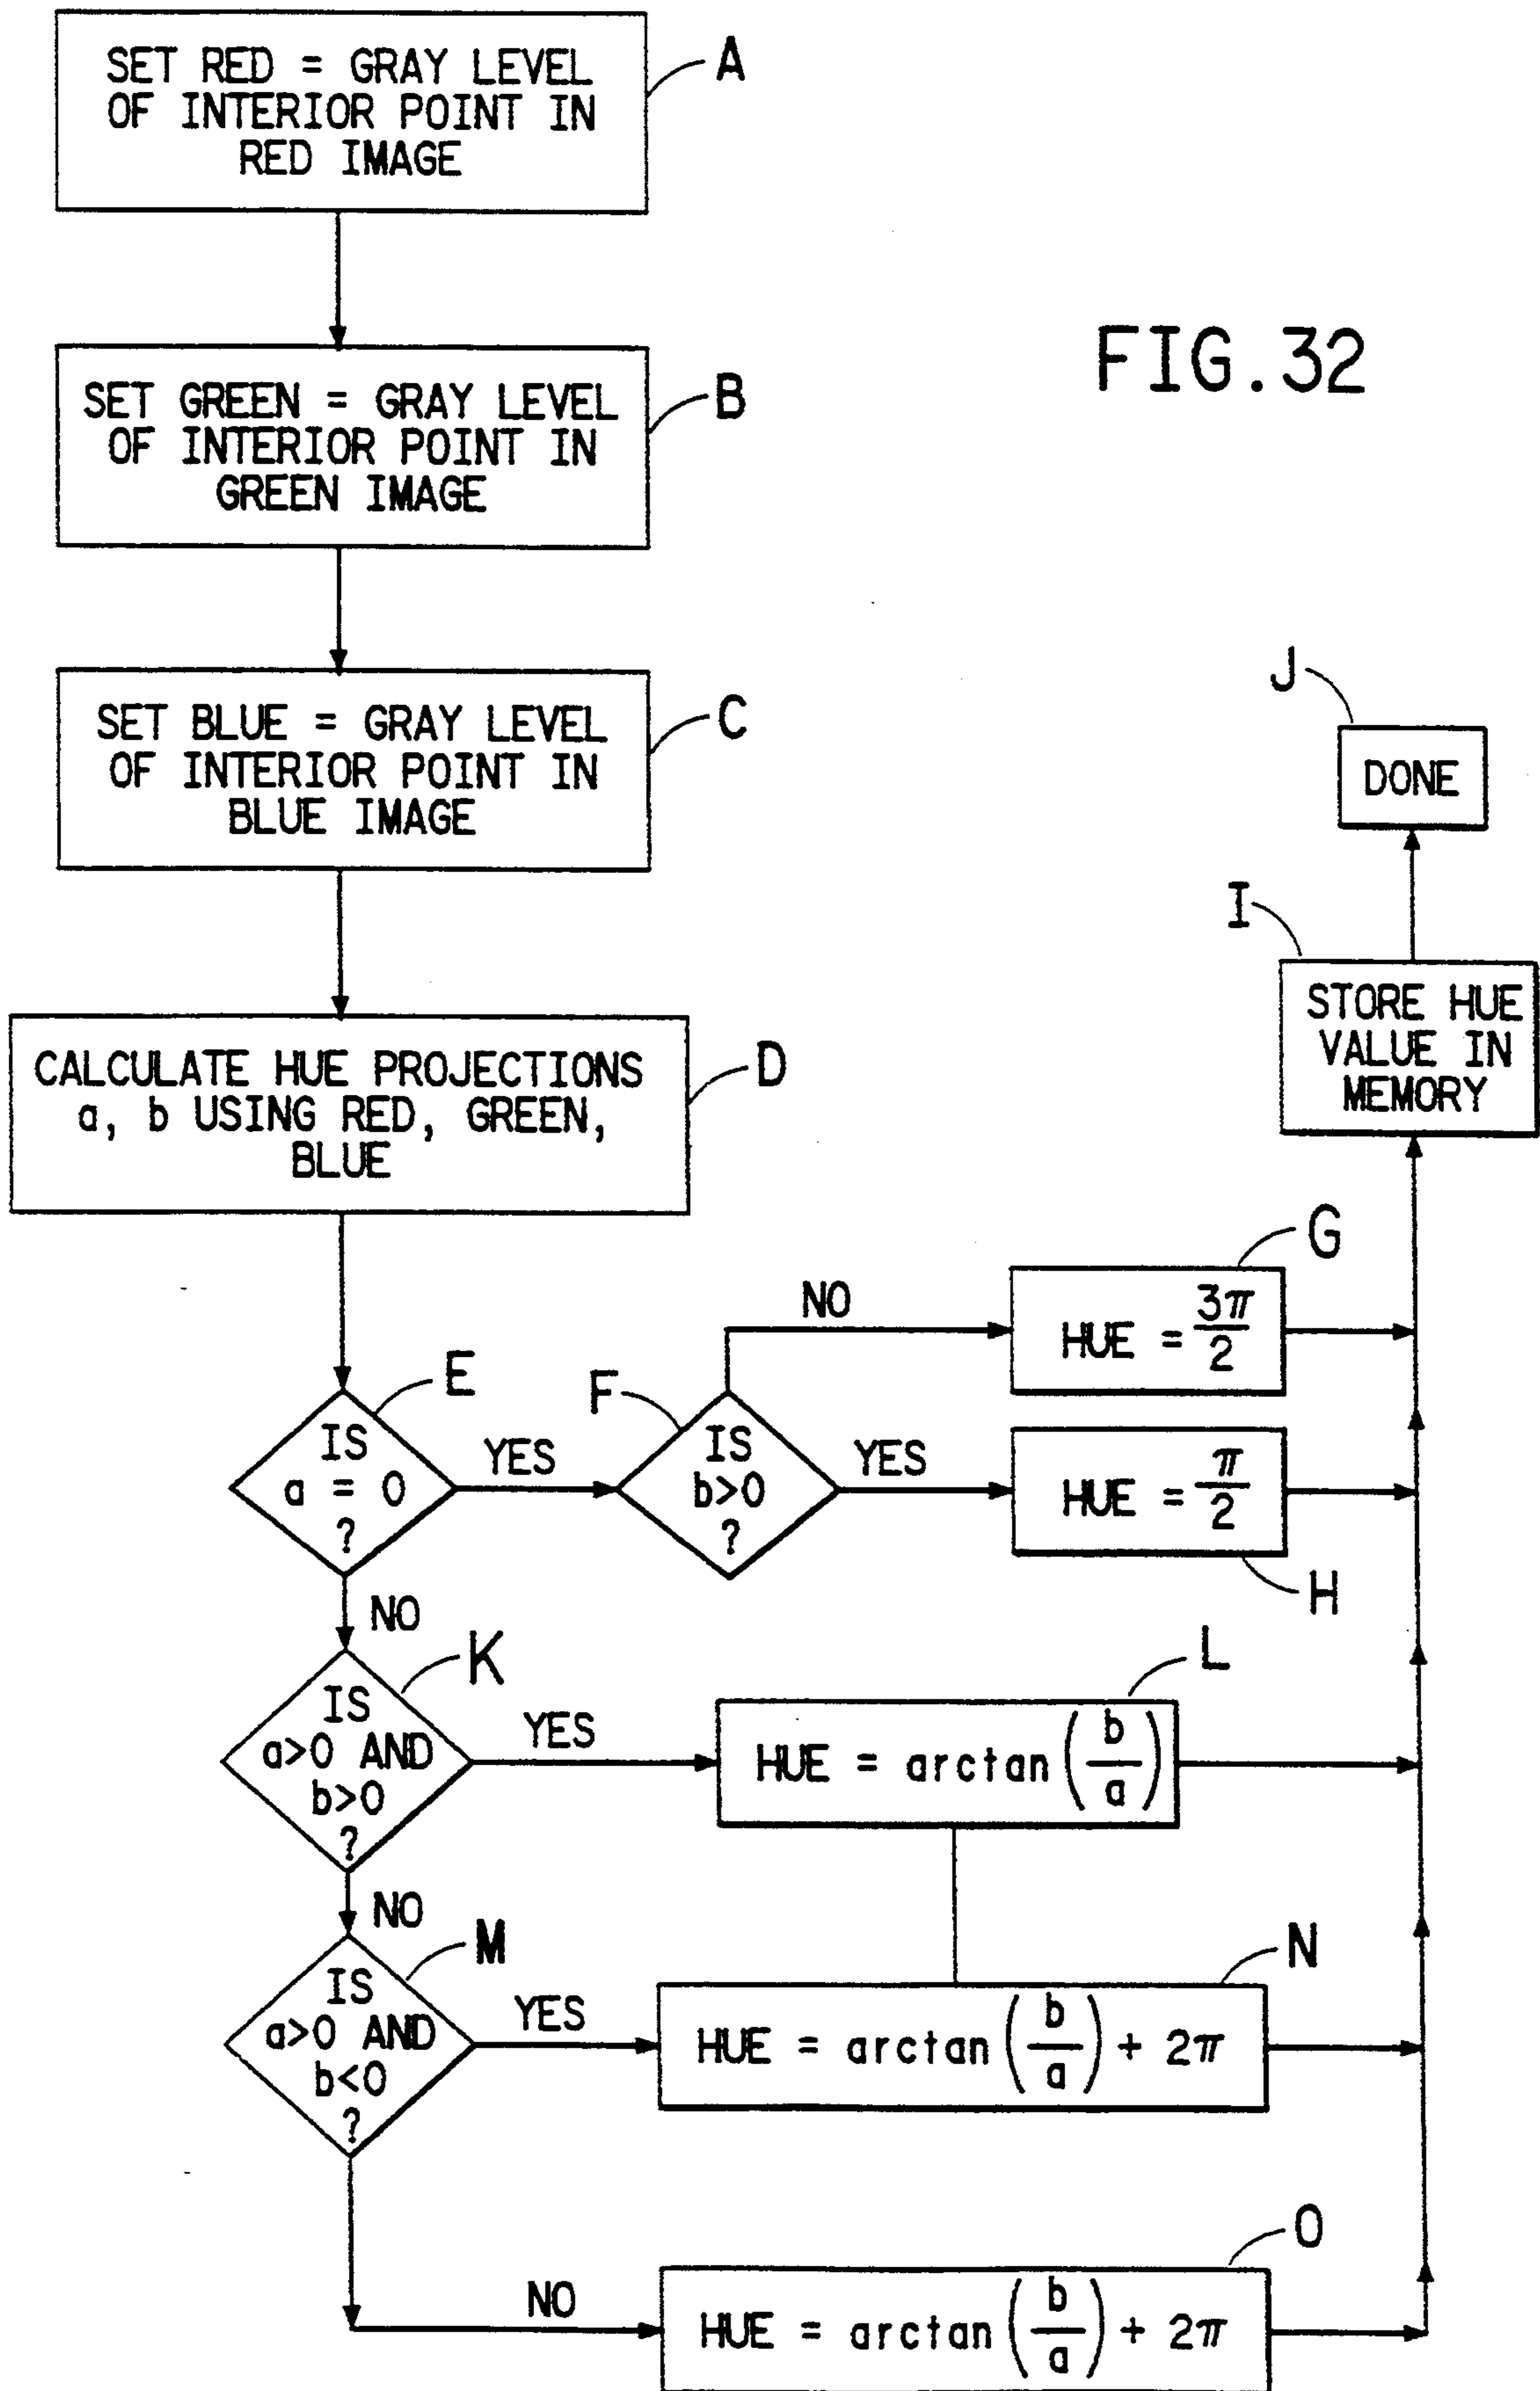 SET RED = GRAY LEVEL
OF INTERIOR POINT IN
RED IMAGE
A
FIG.32
SET GREEN = GRAY LEVEL
OF INTERIOR POINT IN
GREEN IMAGE
B
SET BLUE = GRAY LEVEL
OF INTERIOR POINT IN
BLUE IMAGE
C
CALCULATE HUE PROJECTIONS
a, b USING RED, GREEN,
BLUE
D
J
DONE
I
STORE HUE
VALUE IN
MEMORY
E
IS
a = 0
?
YES
NO
F
IS
b>0
?
NO
YES
G
HUE = 3π/2
HUE = π/2
H
K
IS
a>0 AND
b>0
?
YES
NO
L
HUE = arctan (b/a)
M
IS
a>0 AND
b<0
?
YES
N
HUE = arctan (b/a) + 2π
NO
O
HUE = arctan (b/a) + 2π